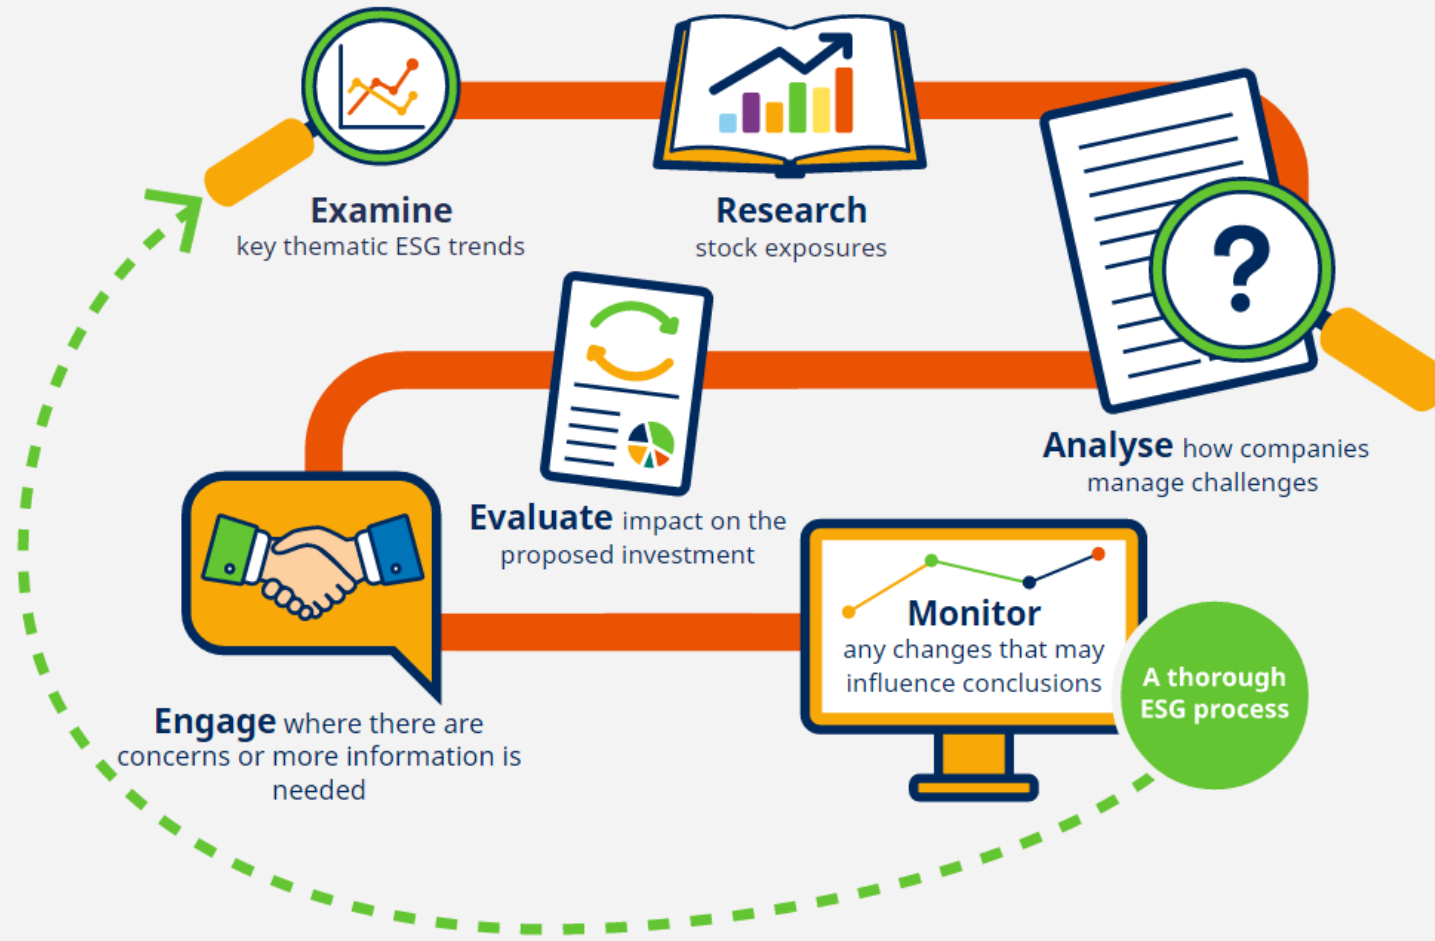 Examine
key thematic ESG trends
Research
stock exposures
?
Analyse how companies
manage challenges
Evaluate impact on the
proposed investment
Engage where there are
concerns or more information is
needed
Monitor
any changes that may
influence conclusions
A thorough
ESG process